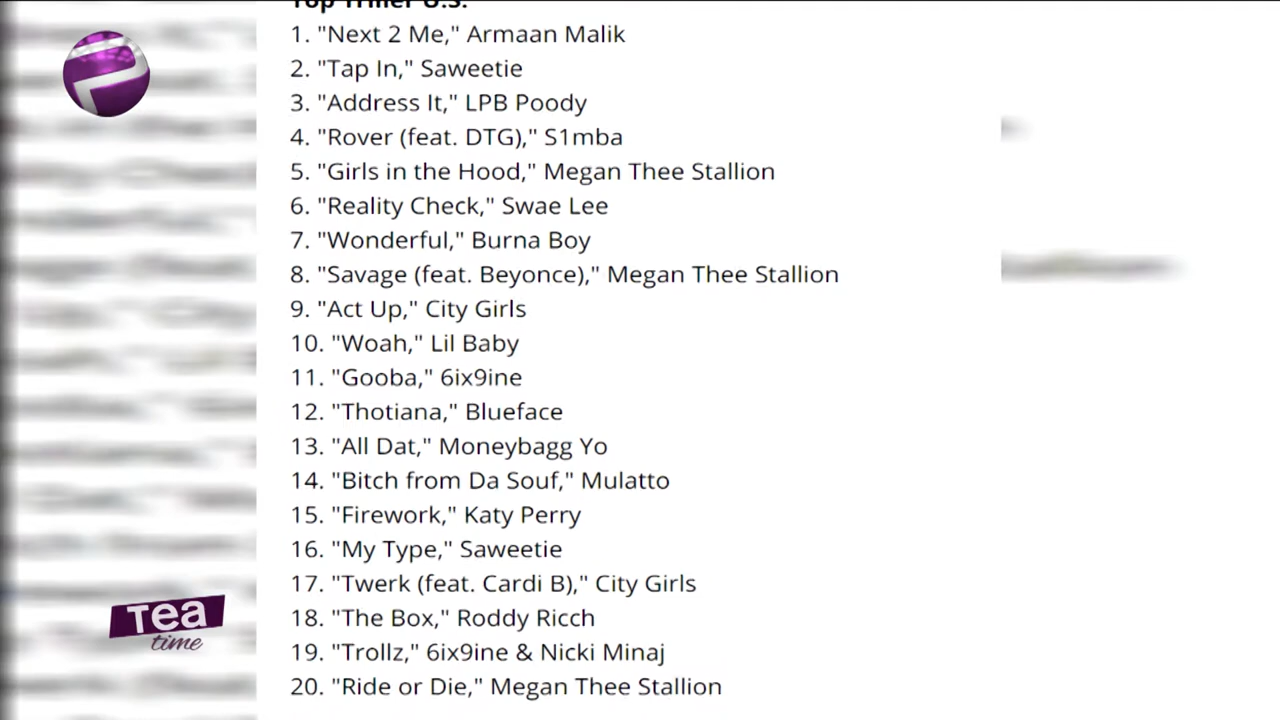 Top Triller U.S.
1. "Next 2 Me," Armaan Malik
2. "Tap In," Saweetie
3. "Address It," LPB Poody
4. "Rover (feat. DTG)," S1mba
5. "Girls in the Hood," Megan Thee Stallion
6. "Reality Check," Swae Lee
7. "Wonderful," Burna Boy
8. "Savage (feat. Beyonce)," Megan Thee Stallion
9. "Act Up," City Girls
10. "Woah," Lil Baby
11. "Gooba," 6ix9ine
12. "Thotiana," Blueface
13. "All Dat," Moneybagg Yo
14. "Bitch from Da Souf," Mulatto
15. "Firework," Katy Perry
16. "My Type," Saweetie
17. "Twerk (feat. Cardi B)," City Girls
18. "The Box," Roddy Ricch
19. "Trollz," 6ix9ine & Nicki Minaj
20. "Ride or Die," Megan Thee Stallion
Tea
time